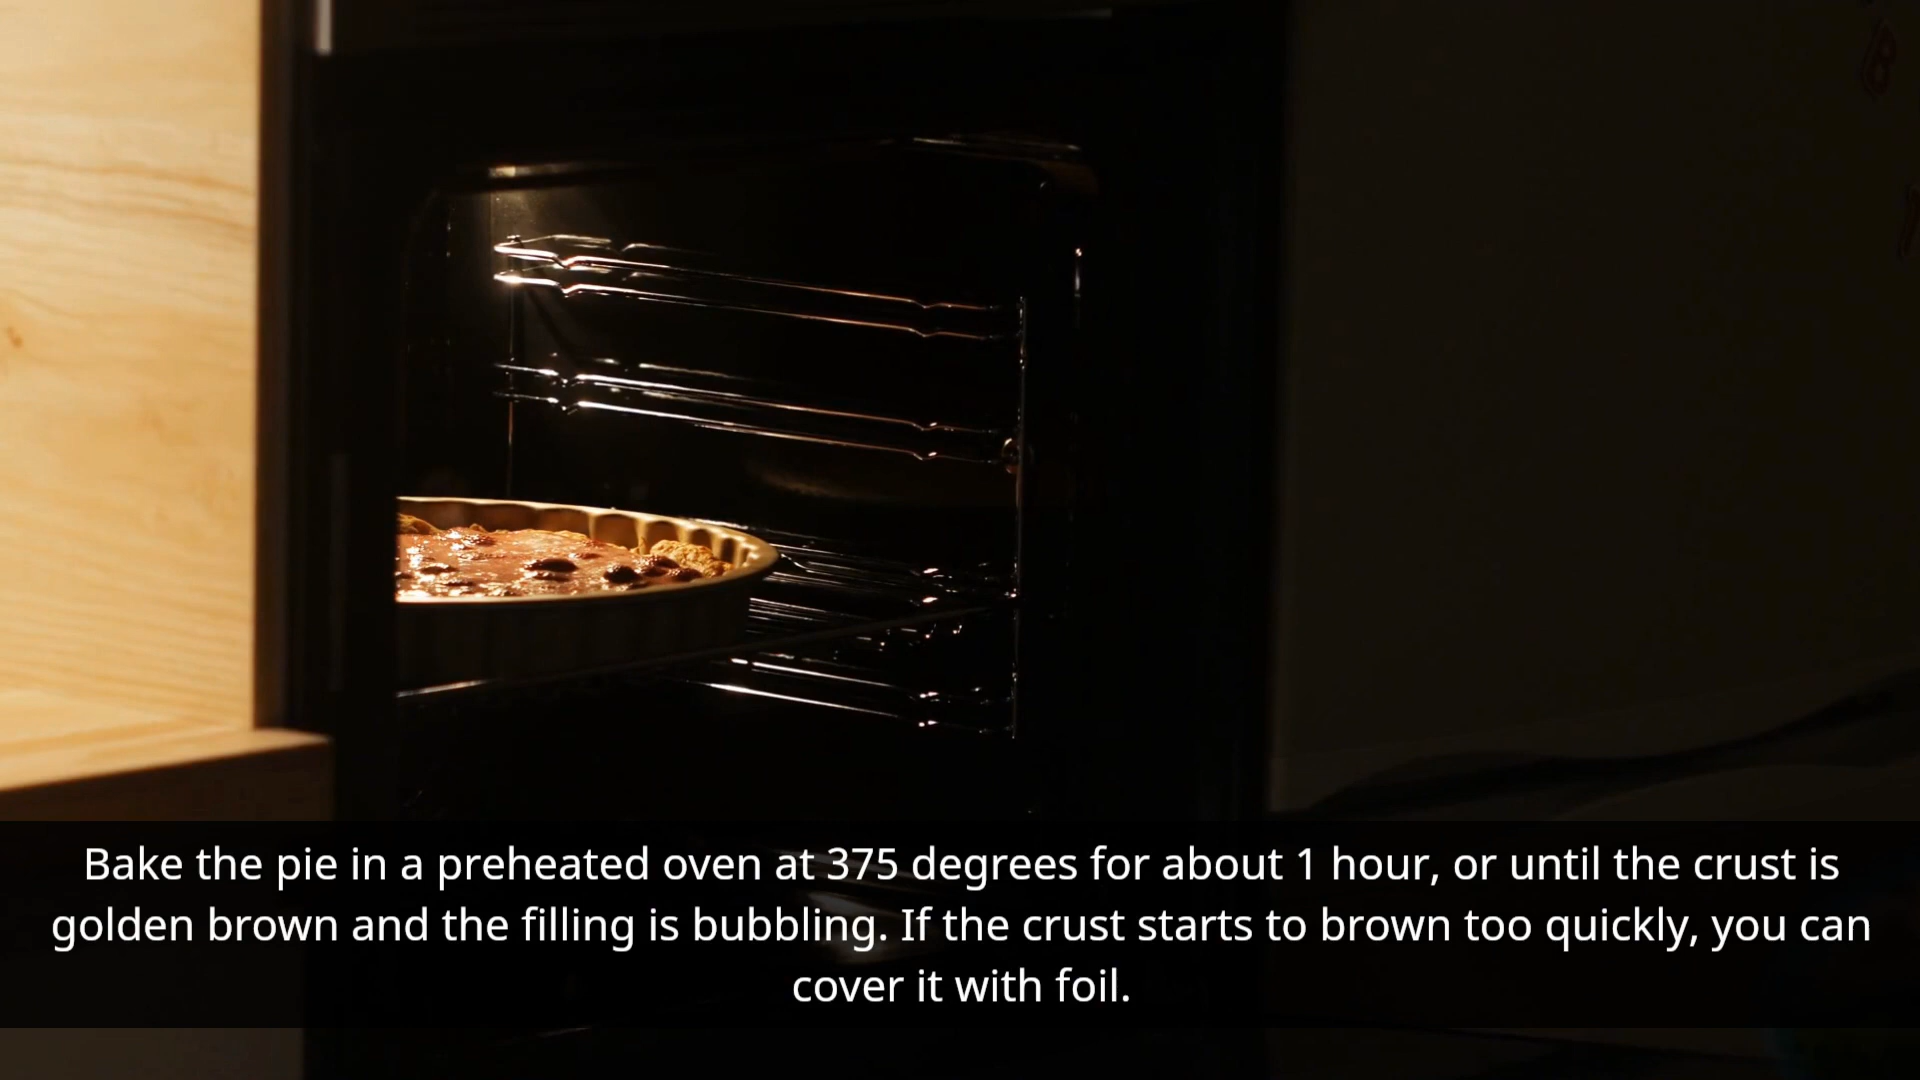 Bake the pie in a preheated oven at 375 degrees for about 1 hour, or until the crust is
golden brown and the filling is bubbling. If the crust starts to brown too quickly, you can
cover it with foil.